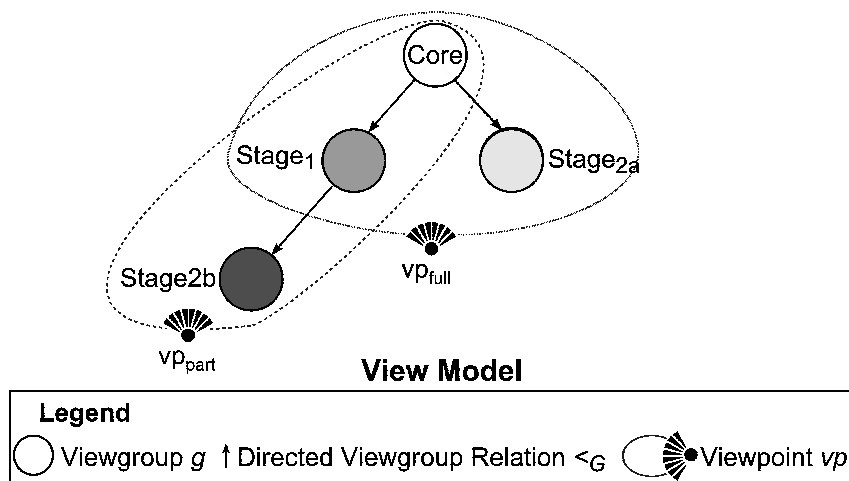 Core
Stage1
Stage2a
Stage2b
vpfull
vppart
View Model
Legend
Viewgroup g Directed Viewgroup Relation <G Viewpoint vp